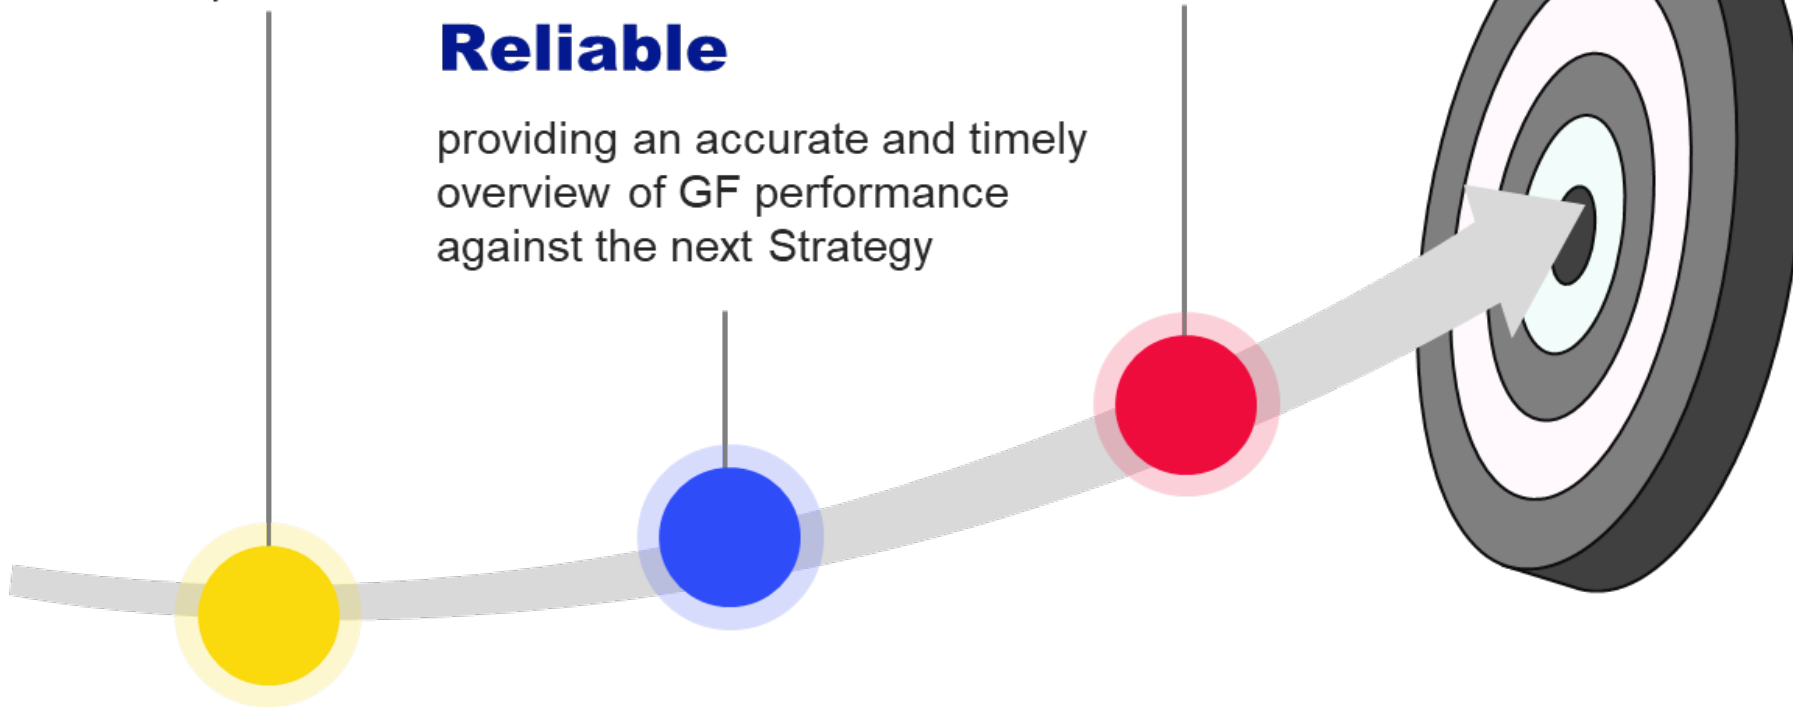 Reliable
providing an accurate and timely
overview of GF performance
against the next Strategy